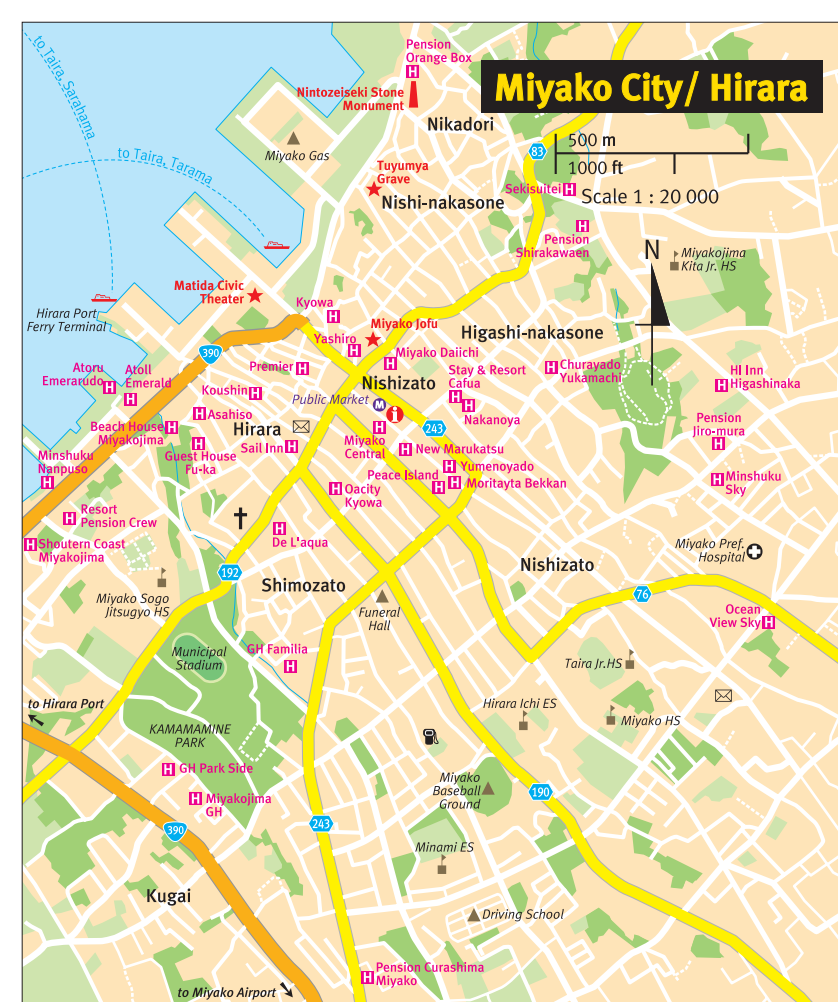 Pension
Orange Box
H
Nintozeiseki Stone
Monument
Miyako City/ Hirara
to Taira, Sarahama
to Taira, Tarama
Miyako Gas
Nikadori
83
500 m
1000 ft
Scale 1 : 20 000
Tuyumya
Grave
Nishi-nakasone
Sekisuitei H
H
Pension
Shirakawaen
N
Miyakojima
Kita Jr. HS
Matida Civic
Theater
Hirara Port
Ferry Terminal
Kyowa
H
Miyako Jofu
Yashiro
H
390
Higashi-nakasone
H Miyako Daiichi
Premier H
Atoru
Emerarudo H
Atoll
Emerald
H
Koushin H
Nishizato
Stay & Resort
Cafua
H
H
Nakanoya
H Churayado
Yukamachi
HI Inn
H Higashinaka
Public Market M
i
H Asahiso
Beach House H
Miyakojima
Hirara
H
Miyako
Central
243
Pension
Jiro-mura
H
H
Guest House
Fu-ka
Sail Inn H
H New Marukatsu
Minshuku
Nanpuso
H
H Yumenoyado
Peace Island
H
H Moritayta Bekkan
H Minshuku
Sky
H Oacity
Kyowa
Resort
H Pension Crew
H
De L'aqua
H Shoutern Coast
Miyakojima
Miyako Pref.
Hospital
Nishizato
192
Miyako Sogo
Jitsugyo HS
Shimozato
76
Funeral
Hall
Ocean
View Sky H
Municipal
Stadium
GH Familia
H
Taira Jr.HS
to Hirara Port
Hirara Ichi ES
Miyako HS
KAMAMAMINE
PARK
H GH Park Side
Miyako
Baseball
Ground
H Miyakojima
GH
190
390
243
Minami ES
Kugai
Driving School
H Pension Curashima
Miyako
to Miyako Airport